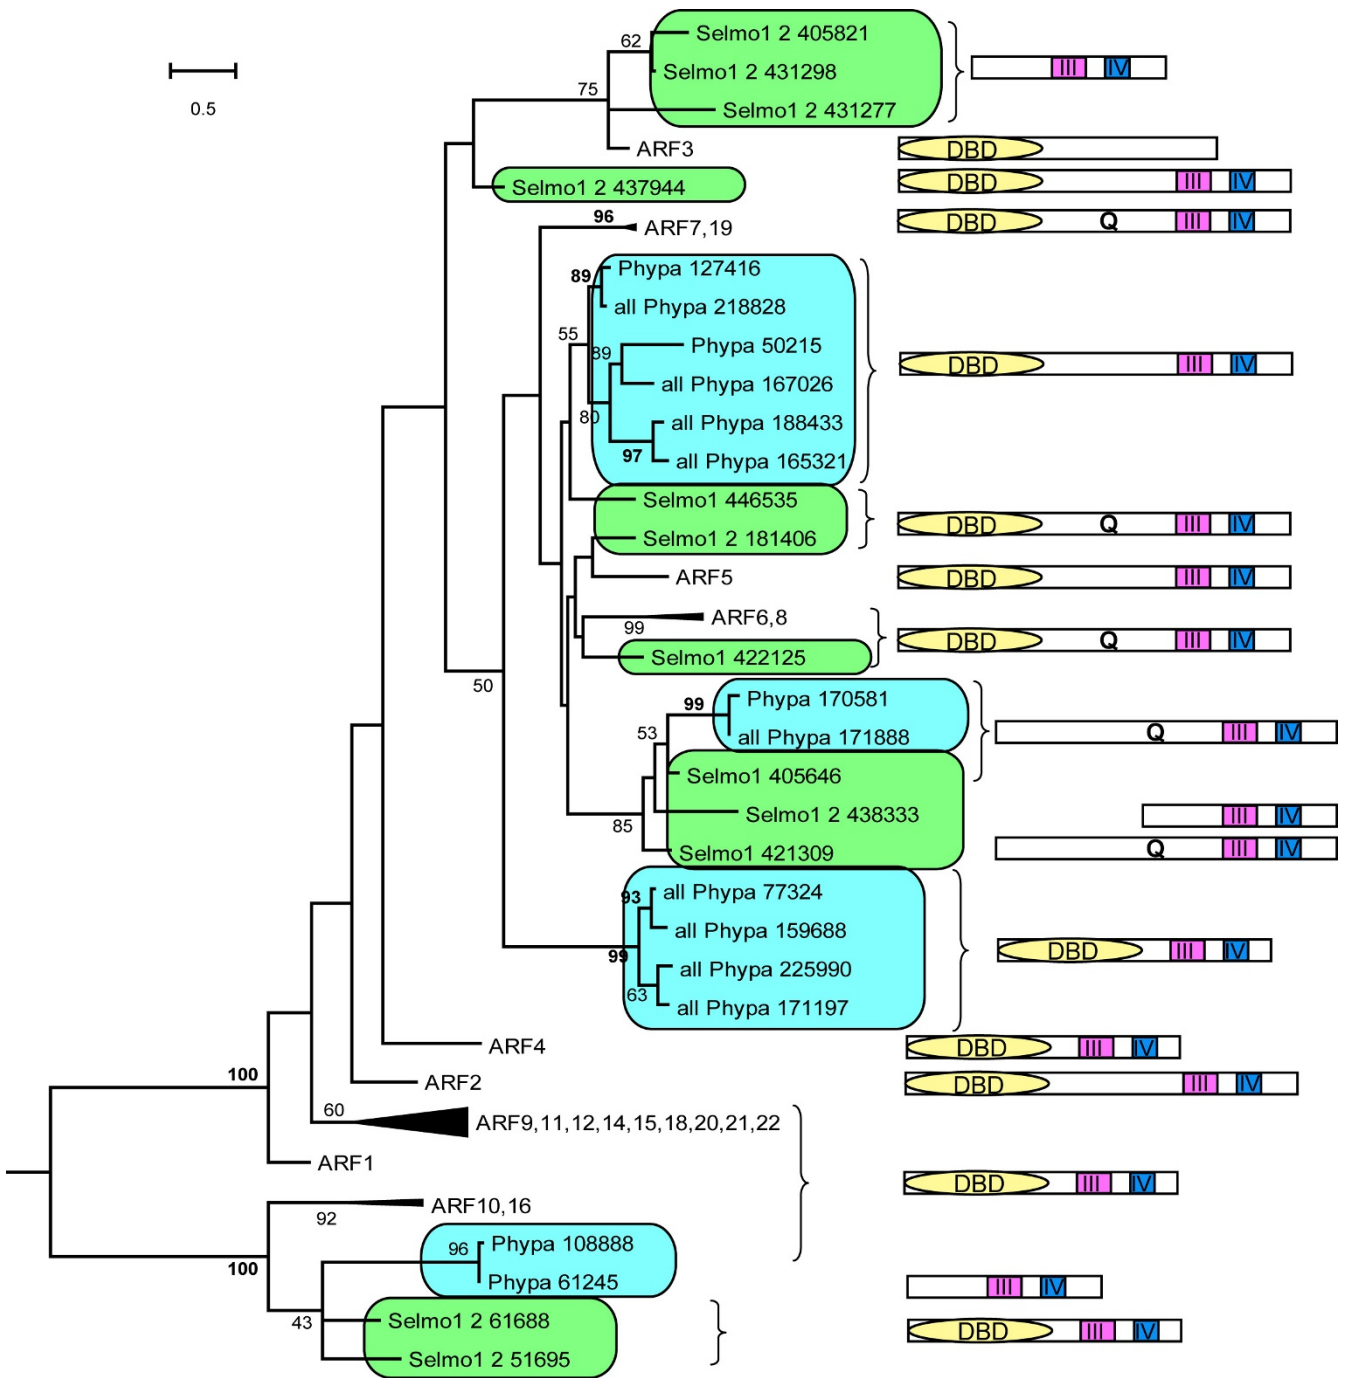 62
Selmo1 2 405821
Selmo1 2 431298
III IV
0.5
75
Selmo1 2 431277
ARF3
DBD
Selmo1 2 437944
DBD III IV
96
ARF7,19
DBD Q III IV
89
Phypa 127416
all Phypa 218828
55
89
Phypa 50215
DBD III IV
all Phypa 167026
80
all Phypa 188433
97
all Phypa 165321
Selmo1 446535
DBD Q III IV
Selmo1 2 181406
ARF5
DBD III IV
ARF6,8
99
DBD Q III IV
Selmo1 422125
50
99
Phypa 170581
53
all Phypa 171888
Q III IV
Selmo1 405646
Selmo1 2 438333
III IV
85
Selmo1 421309
Q III IV
93
all Phypa 77324
all Phypa 159688
99
DBD III IV
all Phypa 225990
63
all Phypa 171197
ARF4
DBD III IV
100
ARF2
DBD III IV
60
ARF9,11,12,14,15,18,20,21,22
ARF1
DBD III IV
92
ARF10,16
96
Phypa 108888
100
Phypa 61245
III IV
43
Selmo1 2 61688
DBD III IV
Selmo1 2 51695